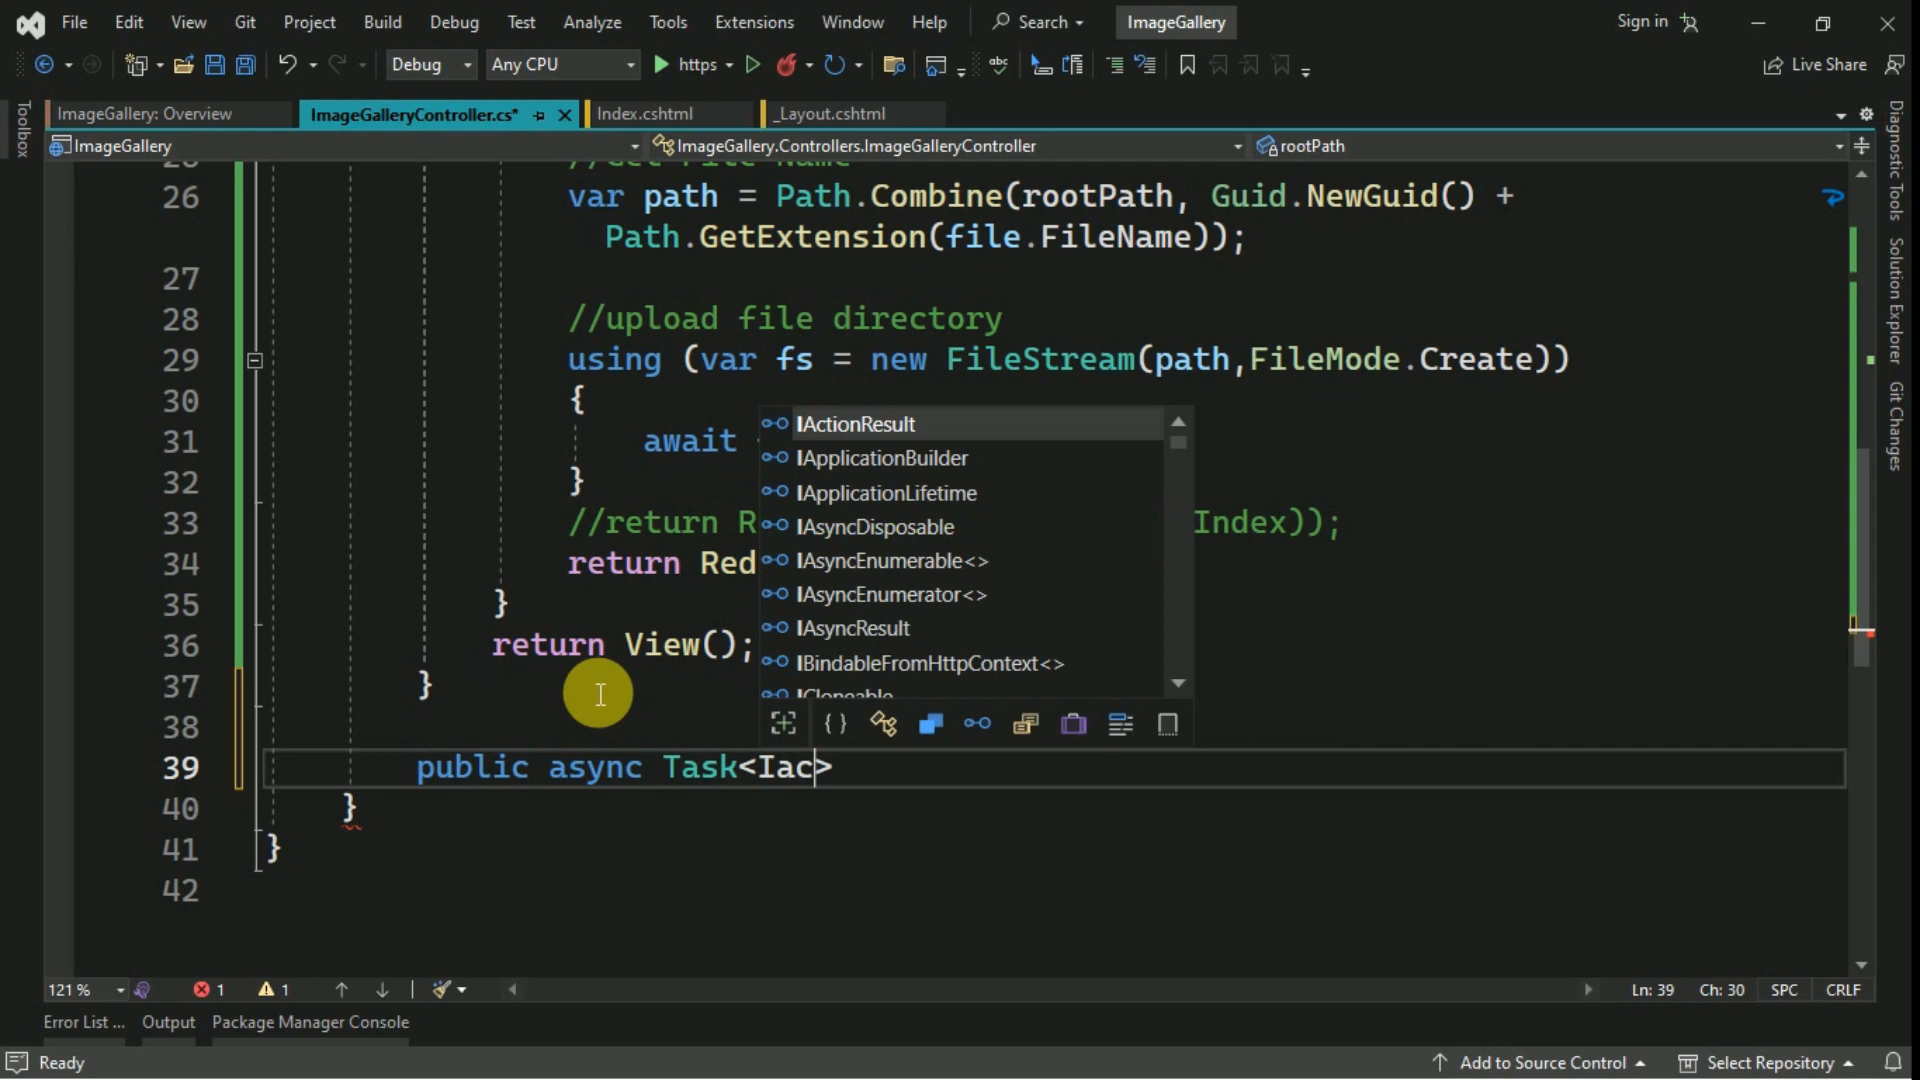 File Edit View Git Project Build Debug Test Analyze Tools Extensions Window Help Search ImageGallery Sign in
Debug Any CPU https Live Share
Toolbox
ImageGallery: Overview ImageGalleryController.cs* Index.cshtml _Layout.cshtml
ImageGallery ImageGallery.Controllers.ImageGalleryController rootPath
26 var path = Path.Combine(rootPath, Guid.NewGuid() +
Path.GetExtension(file.FileName));
27
28 //upload file directory
29 using (var fs = new FileStream(path,FileMode.Create))
30 {
31 await
32 }
33 //return R Index));
34 return Red
35 }
36 return View();
37 }
38
39 public async Task<Iac>
40 }
41 }
42
IActionResult
IApplicationBuilder
IApplicationLifetime
IAsyncDisposable
IAsyncEnumerable<>
IAsyncEnumerator<>
IAsyncResult
IBindableFromHttpContext<>
ICloneable
Diagnostic Tools
Solution Explorer
Git Changes
121 % 1 1 Ln: 39 Ch: 30 SPC CRLF
Error List ... Output Package Manager Console
Ready Add to Source Control Select Repository